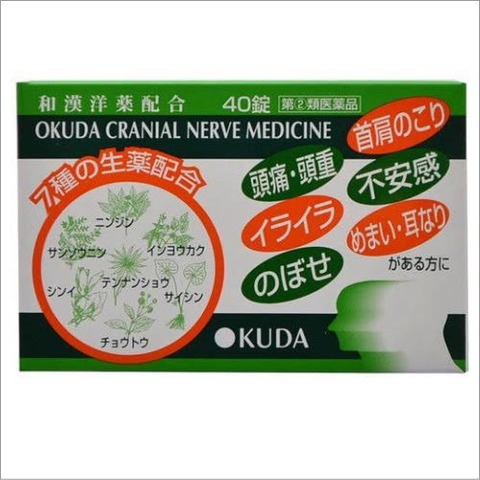 和漢洋薬配合 40錠 第②類医薬品
OKUDA CRANIAL NERVE MEDICINE
7種の生薬配合
ニンジン
サンソウニン
インヨウカク
シンイ
テンナンショウ
サイシン
チョウトウ
首肩のこり
頭痛・頭重
不安感
イライラ
めまい・耳なり
のぼせ
がある方に
OKUDA